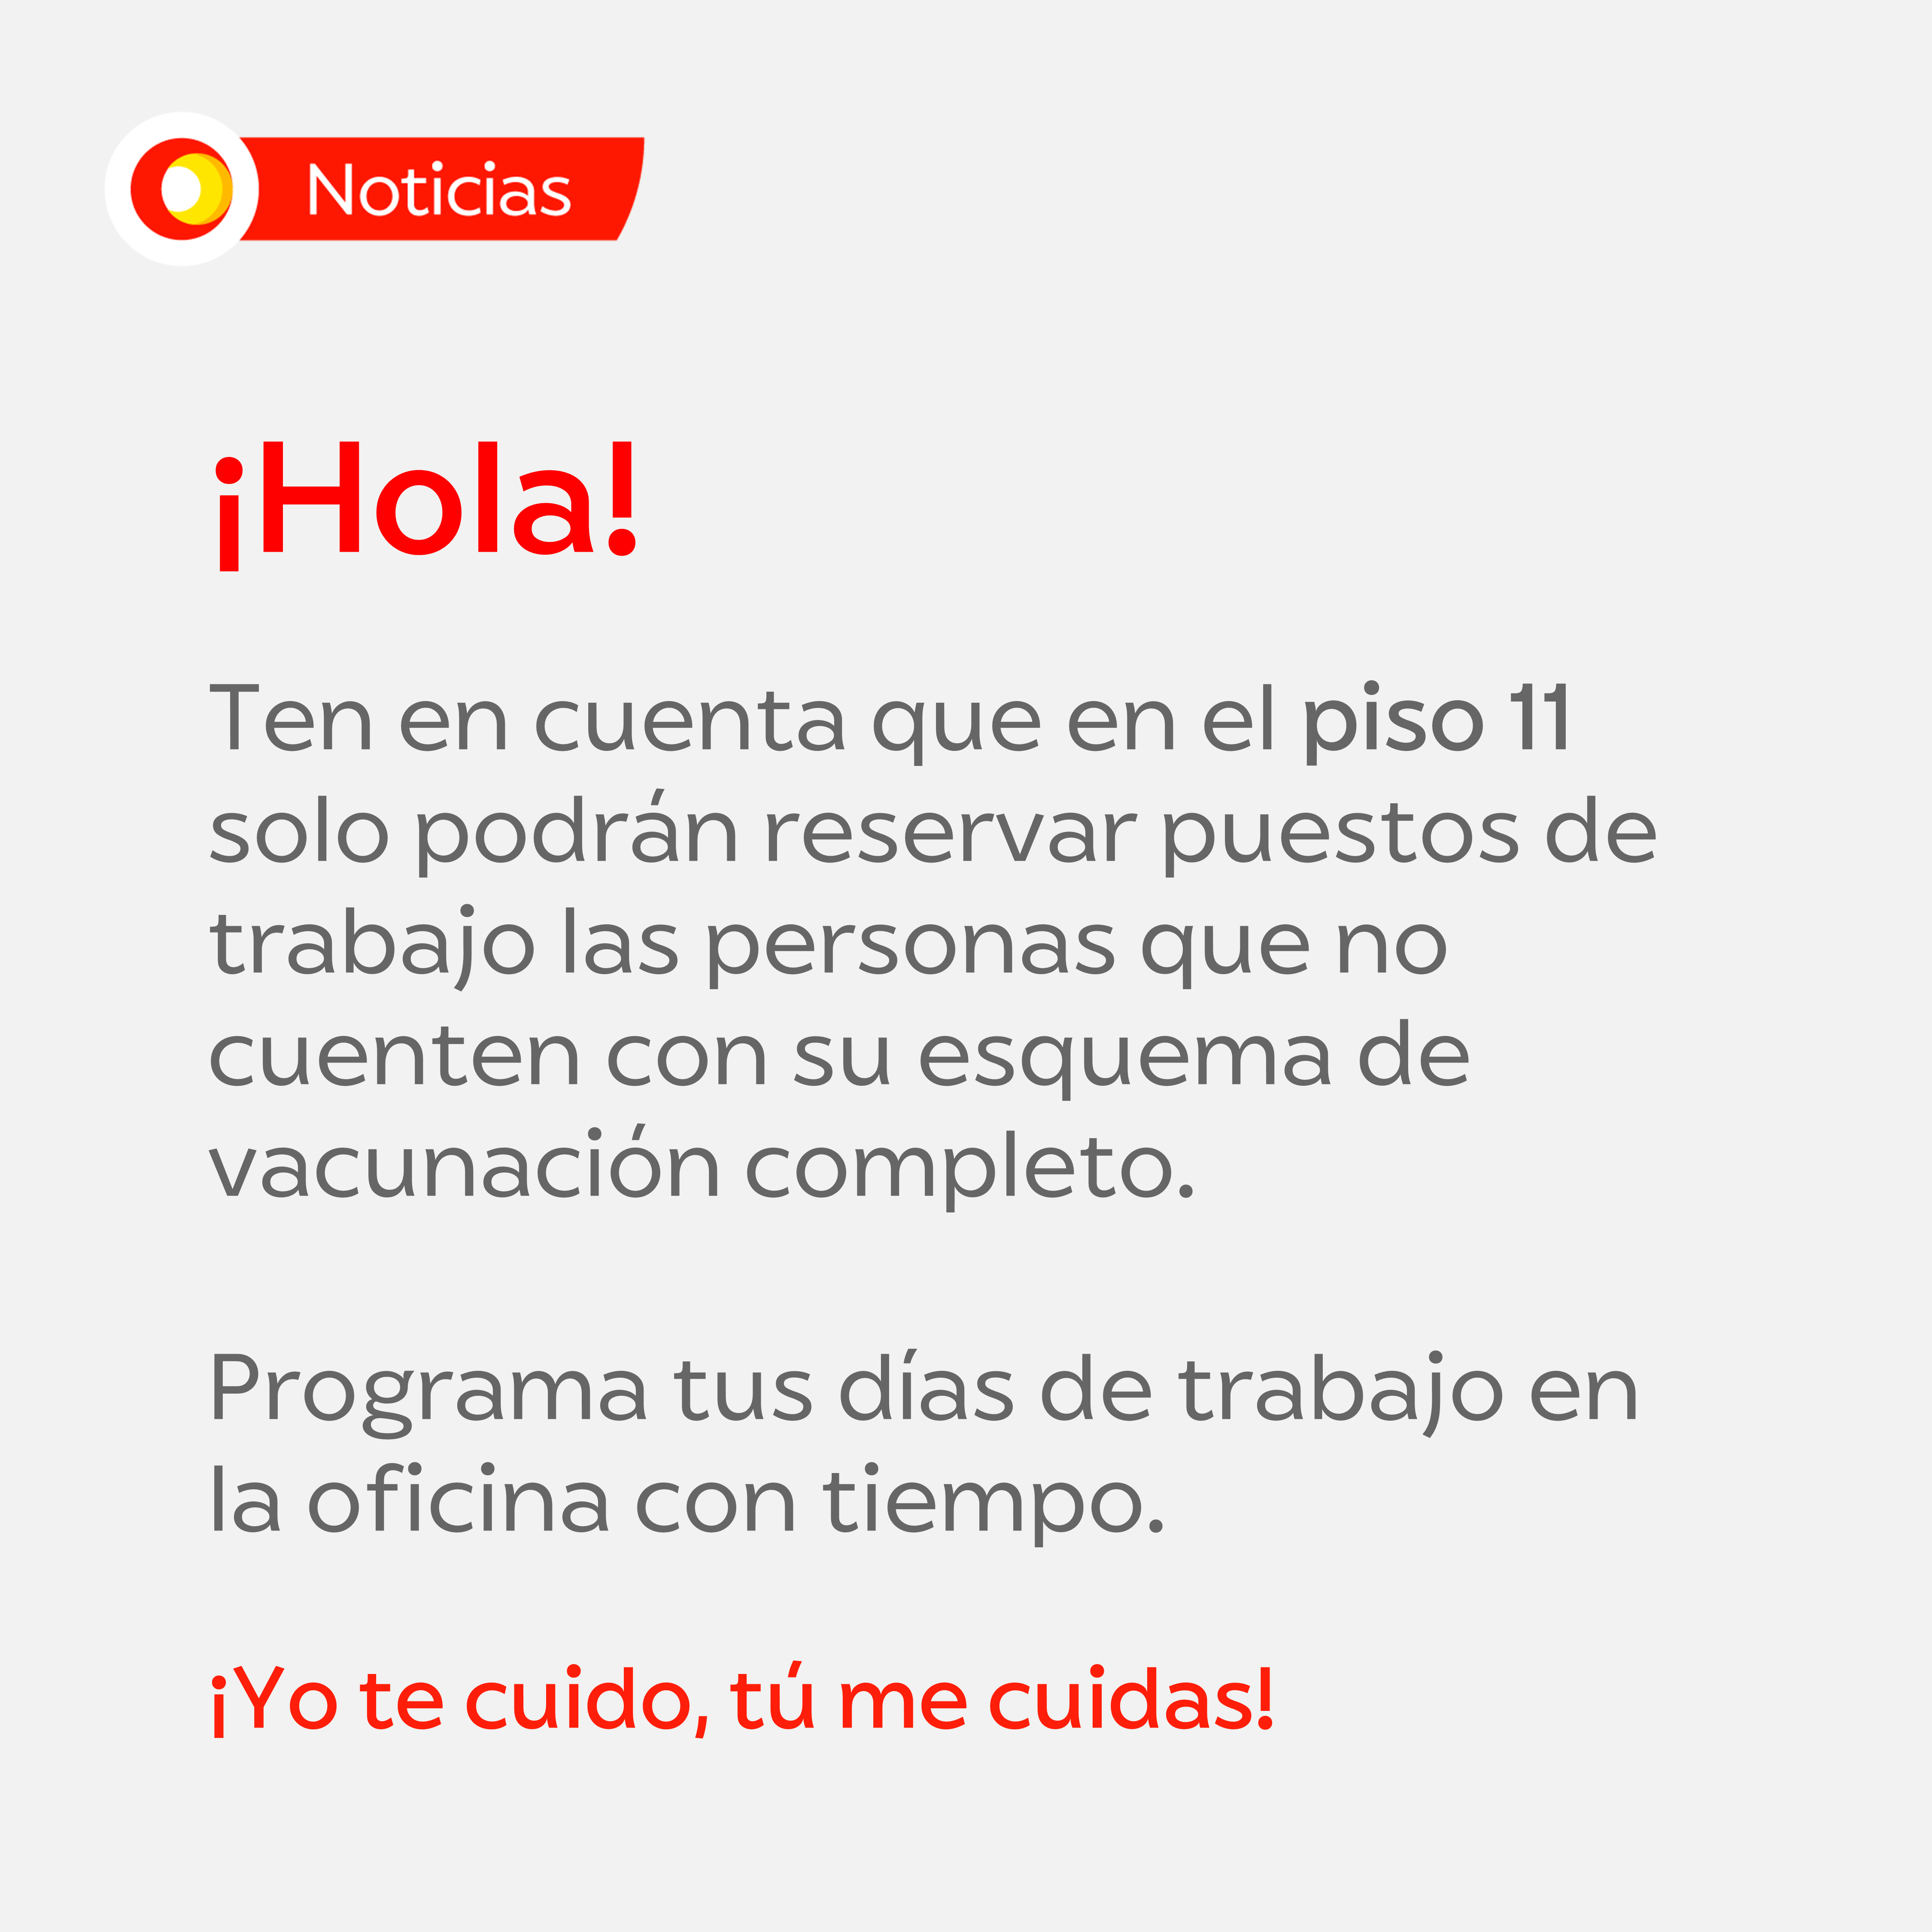 Noticias
¡Hola!
Ten en cuenta que en el piso 11
solo podrán reservar puestos de
trabajo las personas que no
cuenten con su esquema de
vacunación completo.
Programa tus días de trabajo en
la oficina con tiempo.
¡Yo te cuido, tú me cuidas!